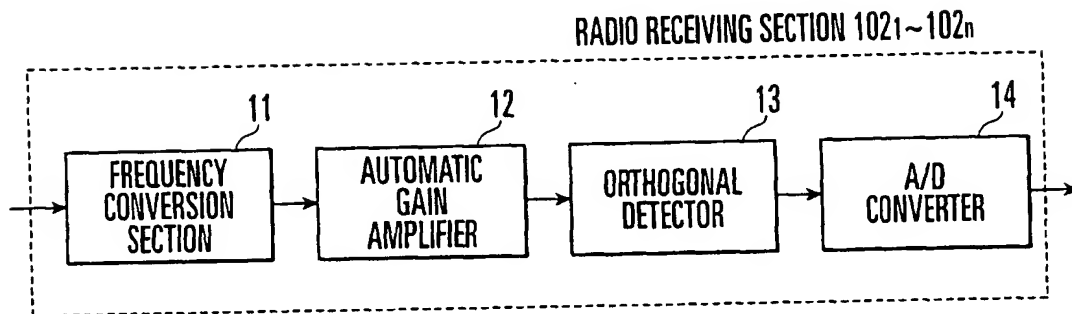 RADIO RECEIVING SECTION 102₁~102ₙ
11
12
13
14
FREQUENCY
CONVERSION
SECTION
AUTOMATIC
GAIN
AMPLIFIER
ORTHOGONAL
DETECTOR
A/D
CONVERTER